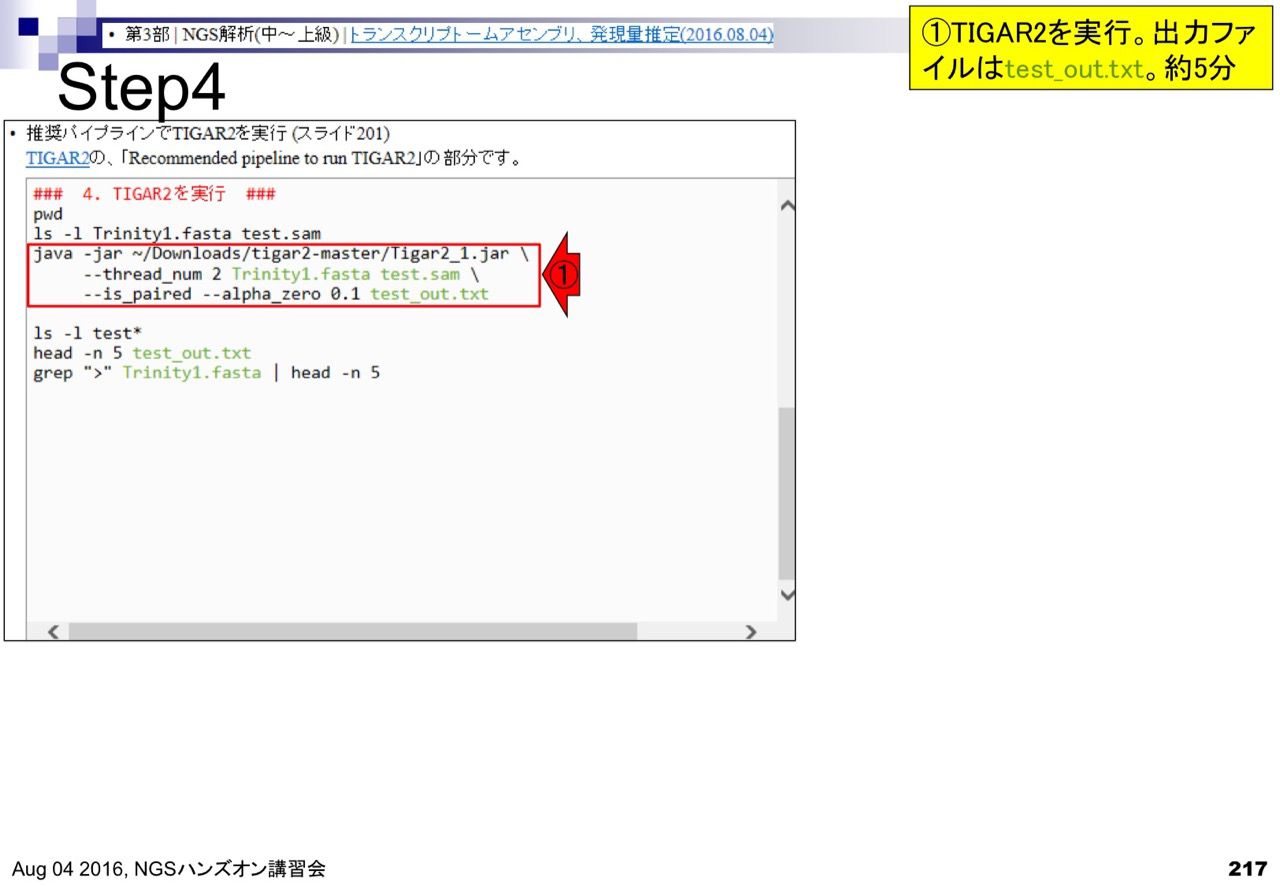 • 第3部 | NGS解析(中～上級) | トランスクリプトームアセンブリ、発現量推定(2016.08.04)
①TIGAR2を実行。出力ファ
イルはtest_out.txt。約5分
Step4
• 推奨パイプラインでTIGAR2を実行 (スライド201)
TIGAR2の、「Recommended pipeline to run TIGAR2」の部分です。
### 4. TIGAR2を実行 ###
pwd
ls -l Trinity1.fasta test.sam
java -jar ~/Downloads/tigar2-master/Tigar2_1.jar \
--thread_num 2 Trinity1.fasta test.sam \
--is_paired --alpha_zero 0.1 test_out.txt
①
ls -l test*
head -n 5 test_out.txt
grep ">" Trinity1.fasta | head -n 5
Aug 04 2016, NGSハンズオン講習会
217